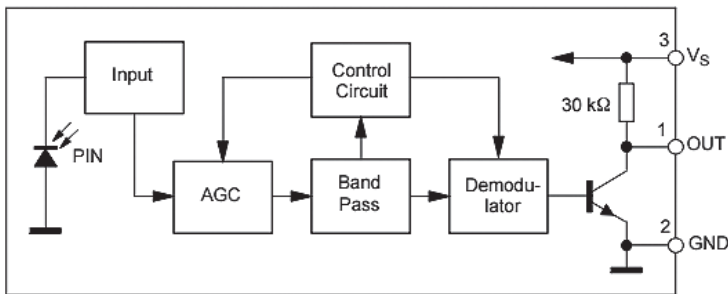 Input
PIN
AGC
Control
Circuit
Band
Pass
Demodu-
lator
30 kΩ
3
VS
1
OUT
2
GND